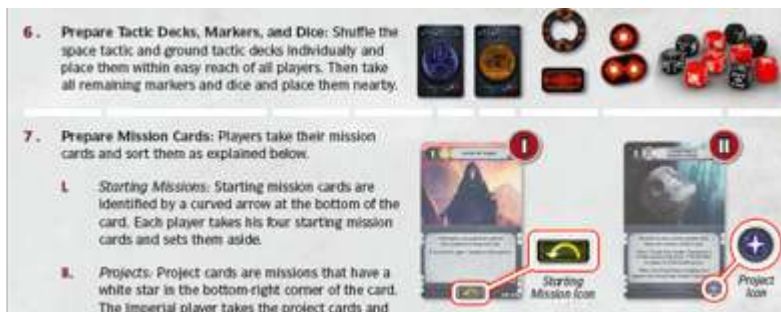 6. Prepare Tactic Decks, Markers, and Dice: Shuffle the
space tactic and ground tactic decks individually and
place them within easy reach of all players. Then take
all remaining markers and dice and place them nearby.
7. Prepare Mission Cards: Players take their mission
cards and sort them as explained below.
I. Starting Missions: Starting mission cards are
identified by a curved arrow at the bottom of the
card. Each player takes his four starting mission
cards and sets them aside.
II. Projects: Project cards are missions that have a
white star in the bottom-right corner of the card.
The Imperial player takes the project cards and
I
II
1
1
Starting
Mission Icon
Project
Icon